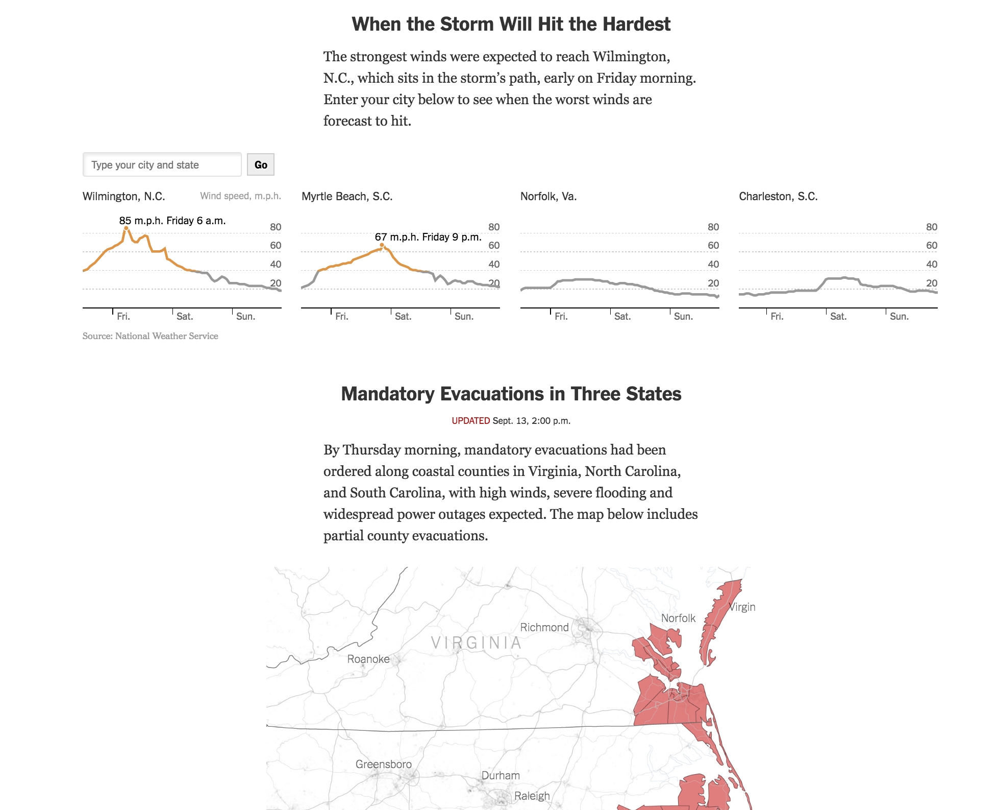 When the Storm Will Hit the Hardest
The strongest winds were expected to reach Wilmington,
N.C., which sits in the storm’s path, early on Friday morning.
Enter your city below to see when the worst winds are
forecast to hit.
Type your city and state
Go
Wilmington, N.C.
Wind speed, m.p.h.
85 m.p.h. Friday 6 a.m.
80
60
40
20
Fri.
Sat.
Sun.
Myrtle Beach, S.C.
67 m.p.h. Friday 9 p.m.
80
60
40
20
Fri.
Sat.
Sun.
Norfolk, Va.
80
60
40
20
Fri.
Sat.
Sun.
Charleston, S.C.
80
60
40
20
Fri.
Sat.
Sun.
Source: National Weather Service
Mandatory Evacuations in Three States
UPDATED Sept. 13, 2:00 p.m.
By Thursday morning, mandatory evacuations had been
ordered along coastal counties in Virginia, North Carolina,
and South Carolina, with high winds, severe flooding and
widespread power outages expected. The map below includes
partial county evacuations.
Virgin
Norfolk
Richmond
VIRGINIA
Roanoke
Greensboro
Durham
Raleigh